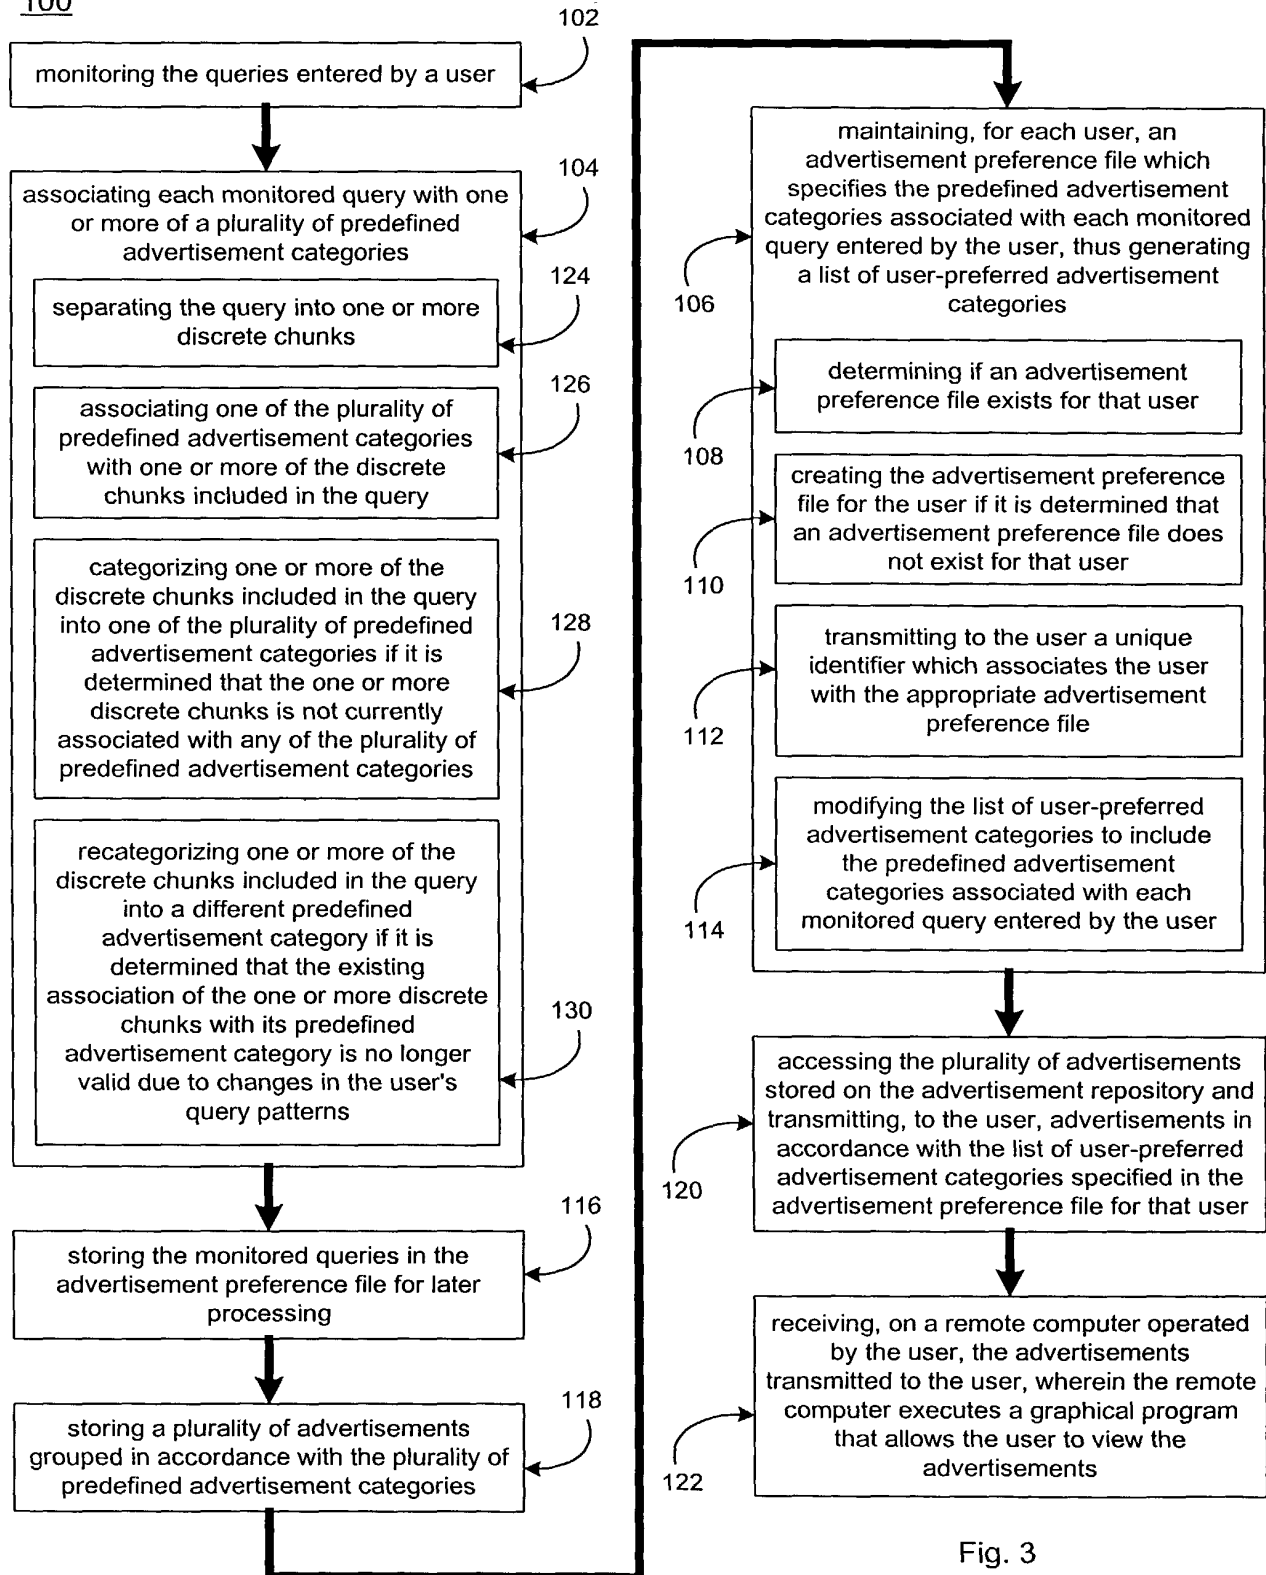 100
102
monitoring the queries entered by a user
104
associating each monitored query with one
or more of a plurality of predefined
advertisement categories
124
separating the query into one or more
discrete chunks
126
associating one of the plurality of
predefined advertisement categories
with one or more of the discrete
chunks included in the query
128
categorizing one or more of the
discrete chunks included in the query
into one of the plurality of predefined
advertisement categories if it is
determined that the one or more
discrete chunks is not currently
associated with any of the plurality of
predefined advertisement categories
130
recategorizing one or more of the
discrete chunks included in the query
into a different predefined
advertisement category if it is
determined that the existing
association of the one or more discrete
chunks with its predefined
advertisement category is no longer
valid due to changes in the user's
query patterns
116
storing the monitored queries in the
advertisement preference file for later
processing
118
storing a plurality of advertisements
grouped in accordance with the plurality of
predefined advertisement categories
maintaining, for each user, an
advertisement preference file which
specifies the predefined advertisement
categories associated with each monitored
query entered by the user, thus generating
a list of user-preferred advertisement
categories
106
determining if an advertisement
preference file exists for that user
108
creating the advertisement preference
file for the user if it is determined that
an advertisement preference file does
not exist for that user
110
transmitting to the user a unique
identifier which associates the user
with the appropriate advertisement
preference file
112
modifying the list of user-preferred
advertisement categories to include
the predefined advertisement
categories associated with each
monitored query entered by the user
114
accessing the plurality of advertisements
stored on the advertisement repository and
transmitting, to the user, advertisements in
accordance with the list of user-preferred
advertisement categories specified in the
advertisement preference file for that user
120
receiving, on a remote computer operated
by the user, the advertisements
transmitted to the user, wherein the remote
computer executes a graphical program
that allows the user to view the
advertisements
122
Fig. 3